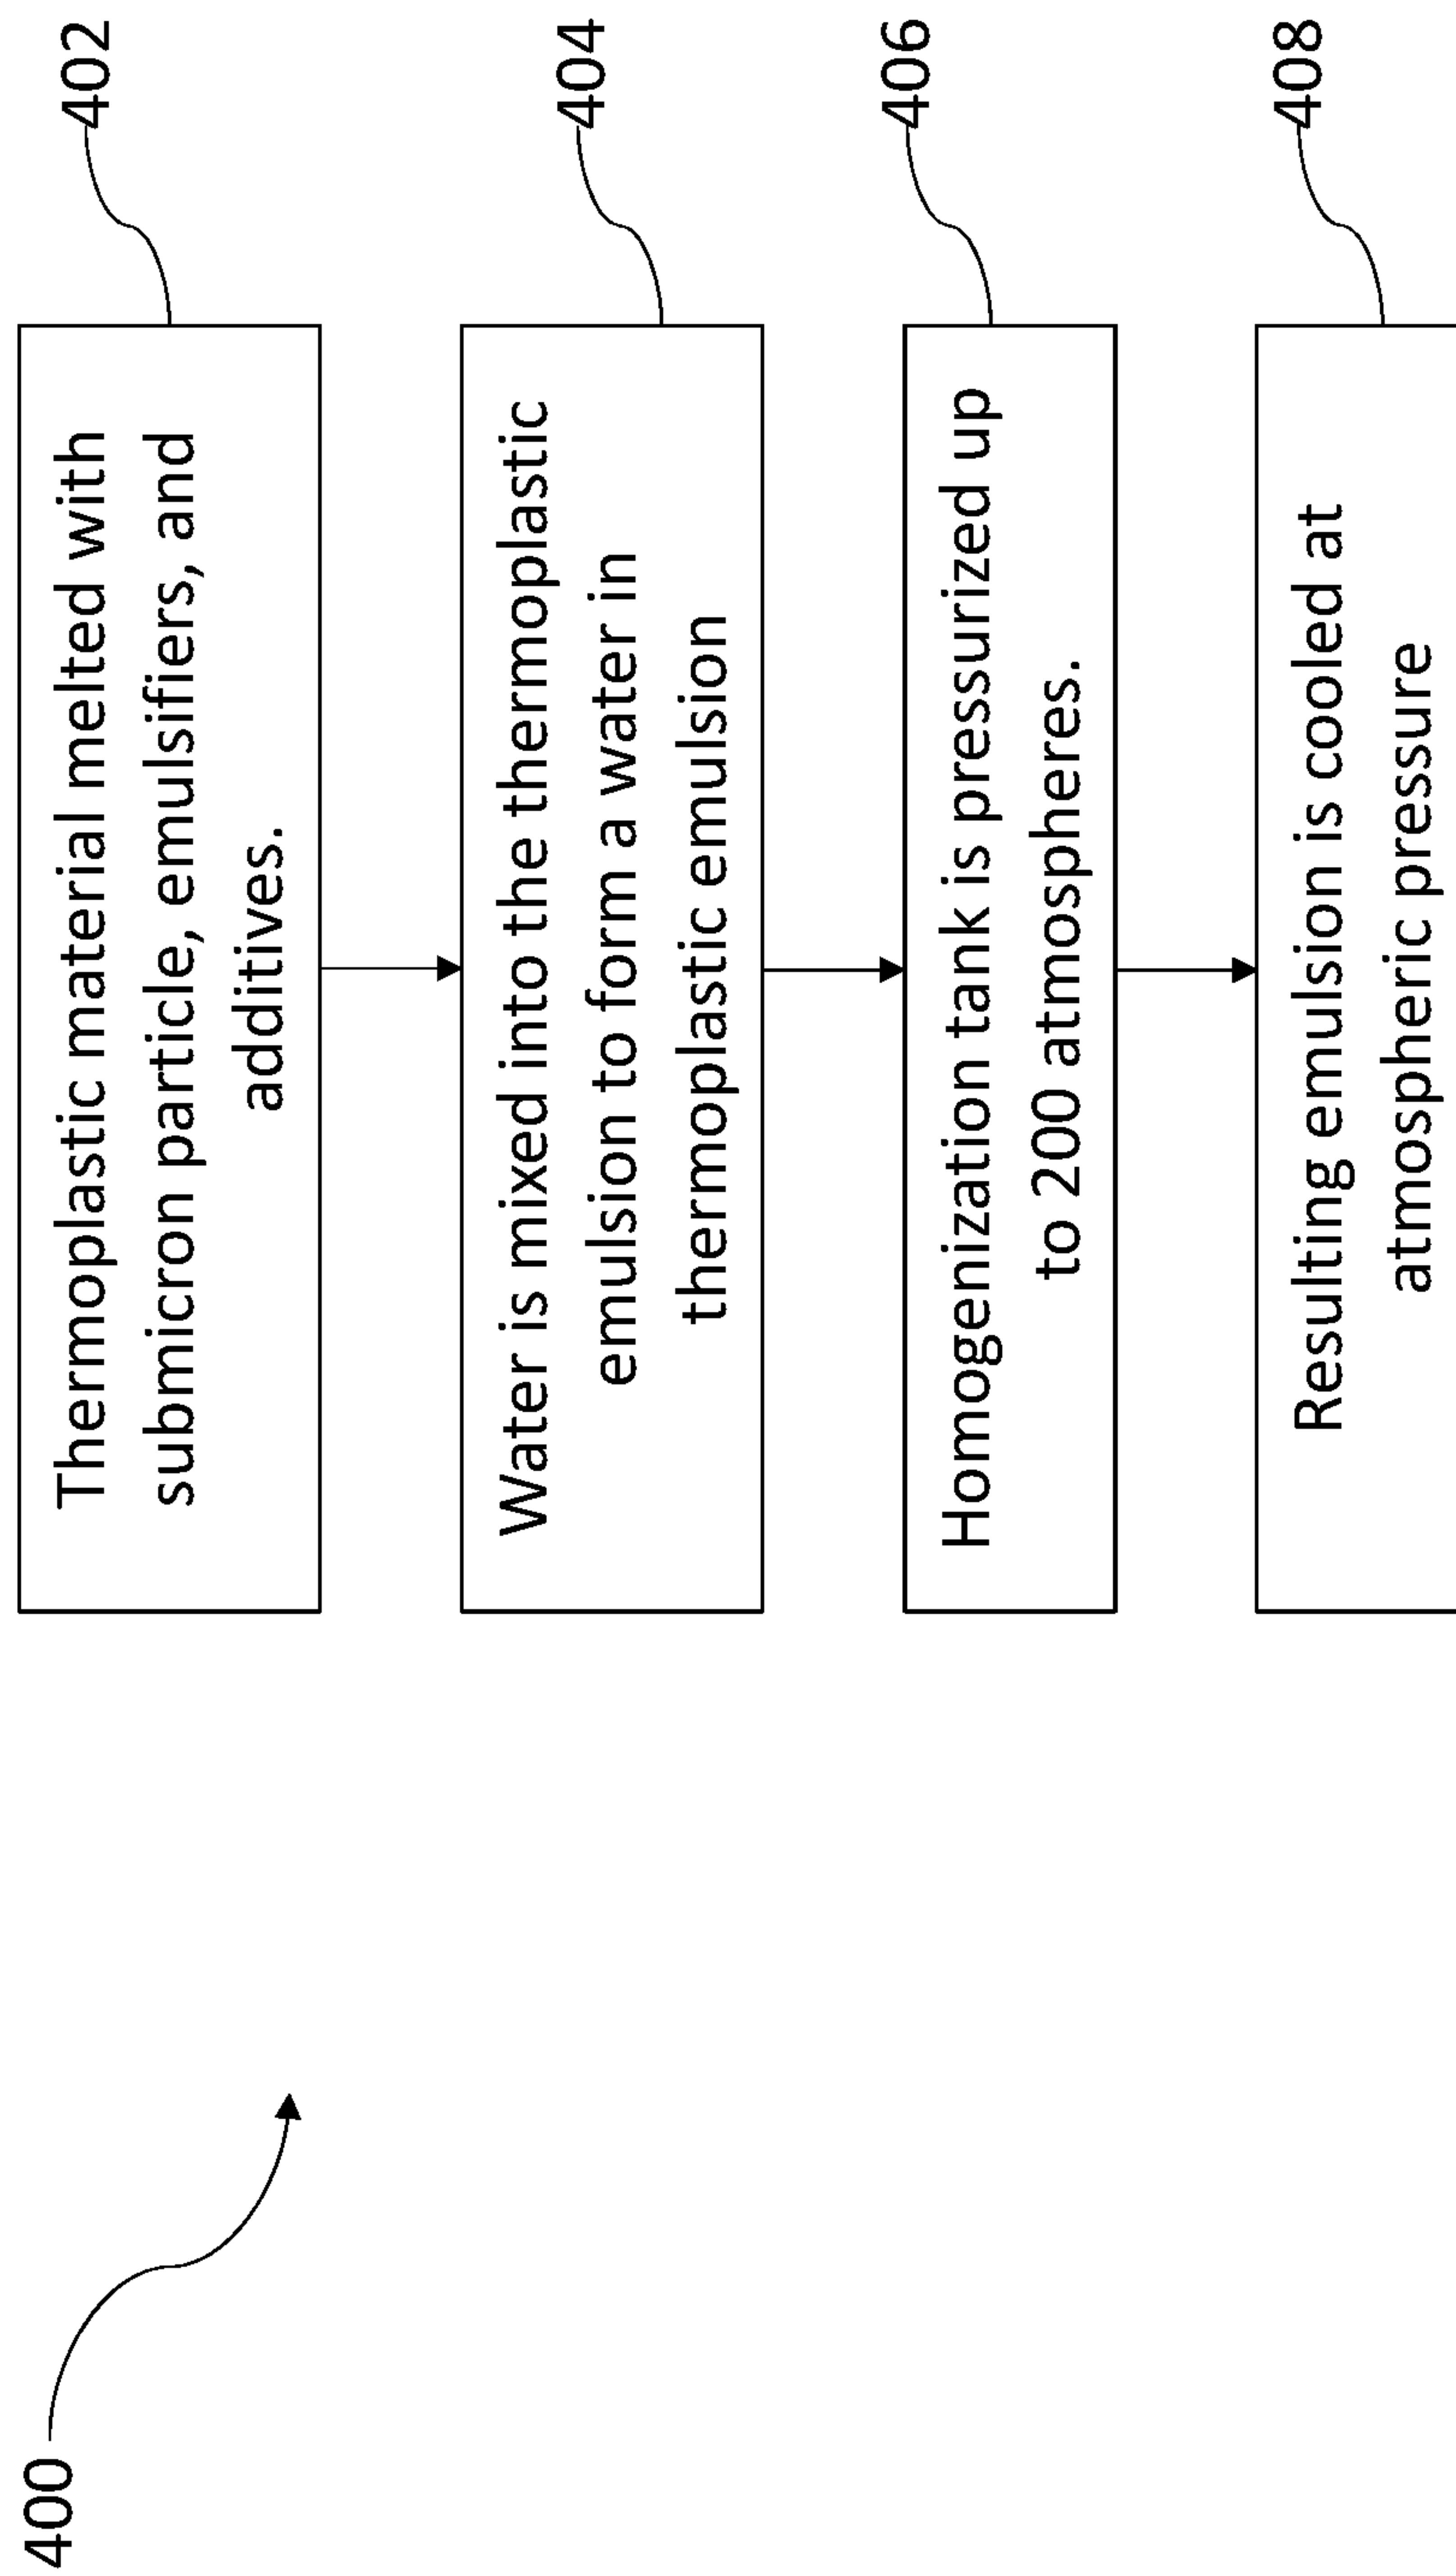 400
402
Thermoplastic material melted with
submicron particle, emulsifiers, and
additives.
404
Water is mixed into the thermoplastic
emulsion to form a water in
thermoplastic emulsion
406
Homogenization tank is pressurized up
to 200 atmospheres.
408
Resulting emulsion is cooled at
atmospheric pressure